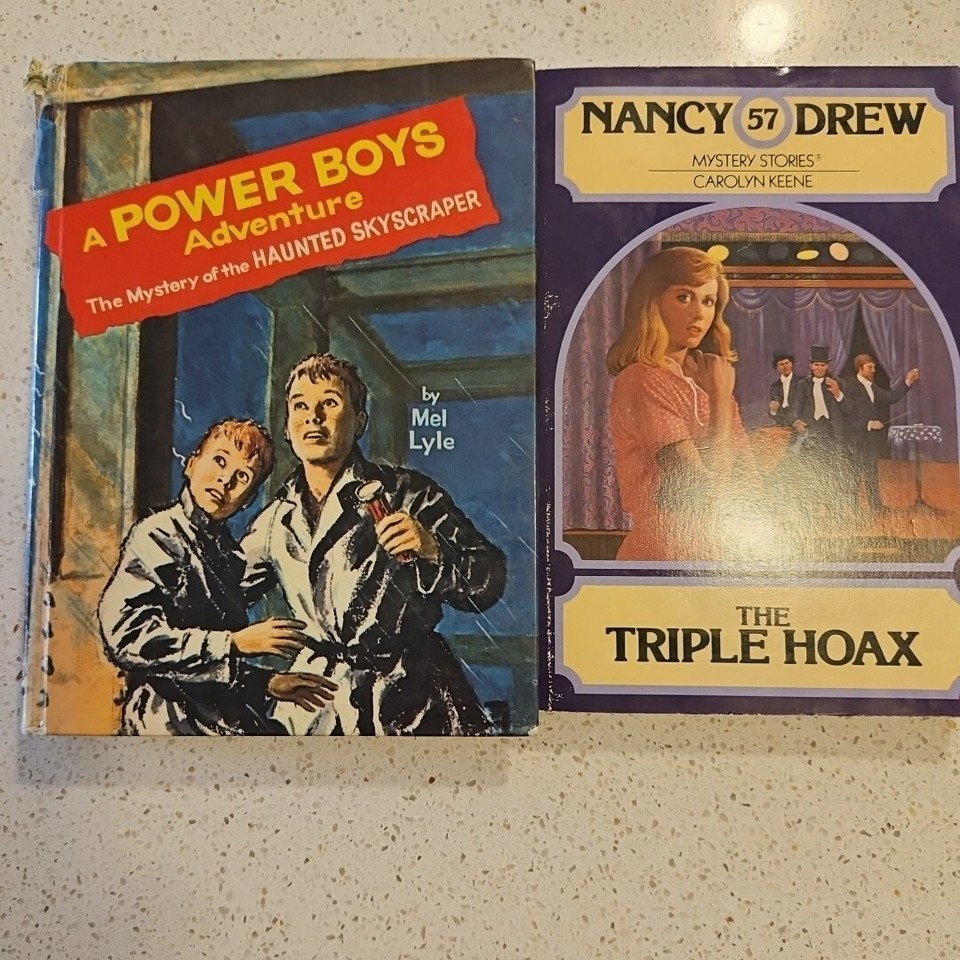 A POWER BOYS
Adventure
The Mystery of the HAUNTED SKYSCRAPER
by
Mel
Lyle
NANCY 57 DREW
MYSTERY STORIES®
CAROLYN KEENE
THE
TRIPLE HOAX